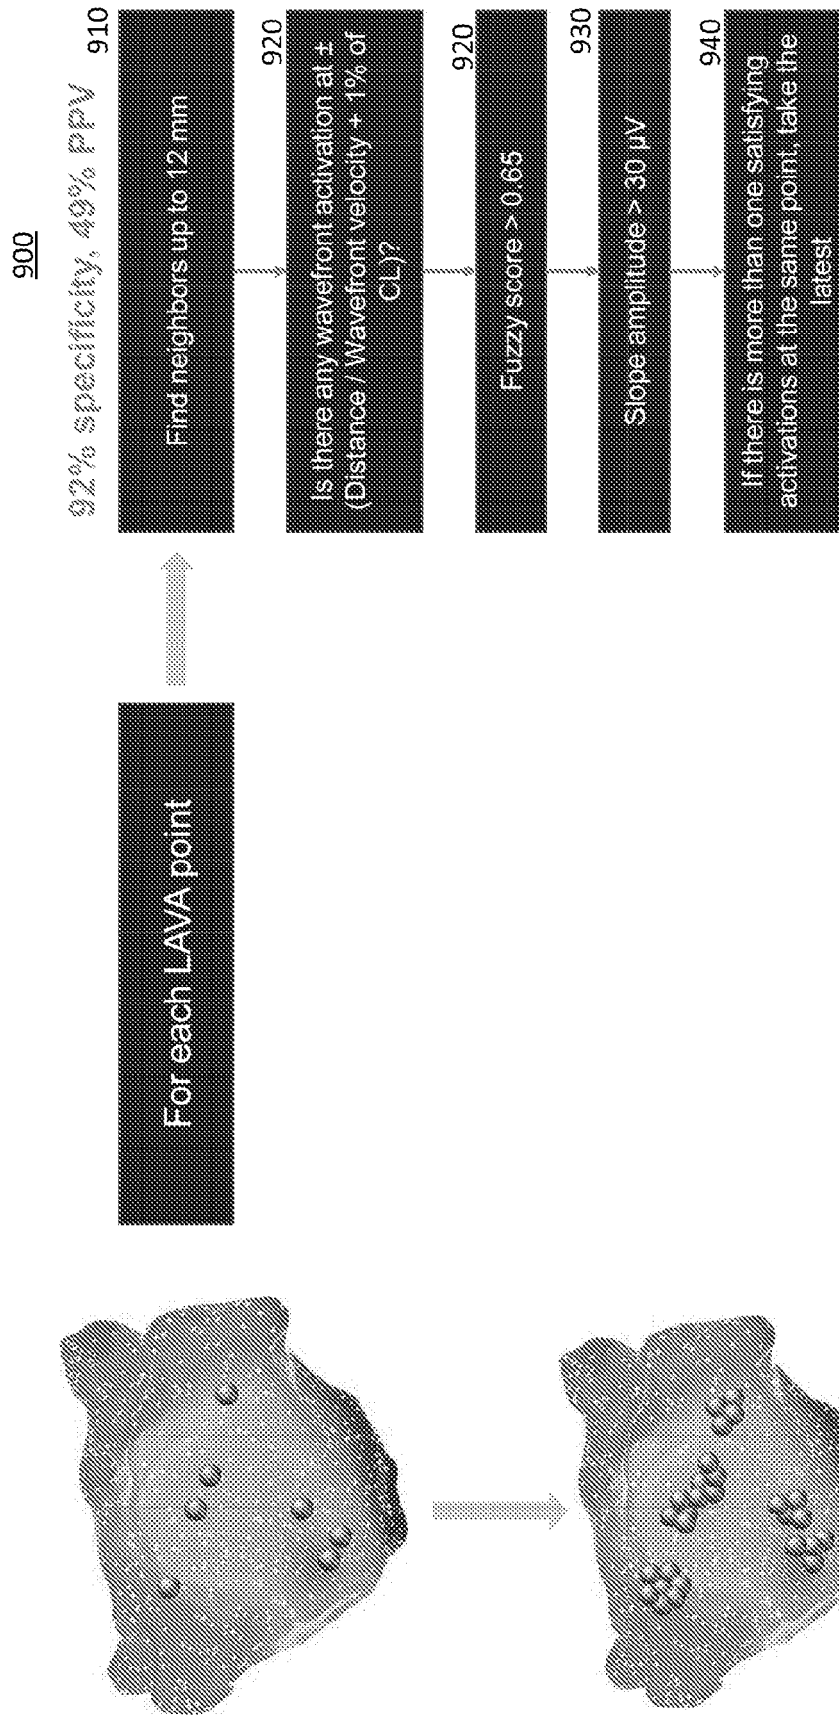 900
92% specificity, 49% PPV
For each LAVA point
910
Find neighbors up to 12 mm
920
Is there any wavefront activation at ±
(Distance / Wavefront velocity + 1% of
CL)?
920
Fuzzy score > 0.65
930
Slope amplitude > 30 µV
940
If there is more than one satisfying
activations at the same point, take the
latest